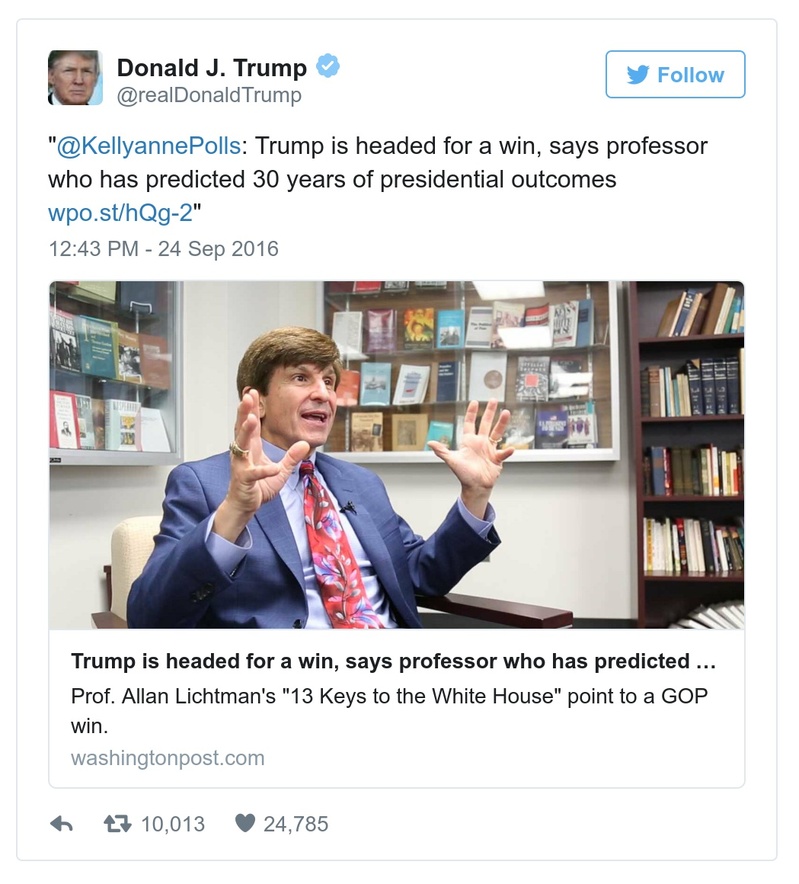 Donald J. Trump
@realDonaldTrump
Follow
"@KellyannePolls: Trump is headed for a win, says professor
who has predicted 30 years of presidential outcomes
wpo.st/hQg-2"
12:43 PM - 24 Sep 2016
Trump is headed for a win, says professor who has predicted ...
Prof. Allan Lichtman's "13 Keys to the White House" point to a GOP
win.
washingtonpost.com
10,013 24,785